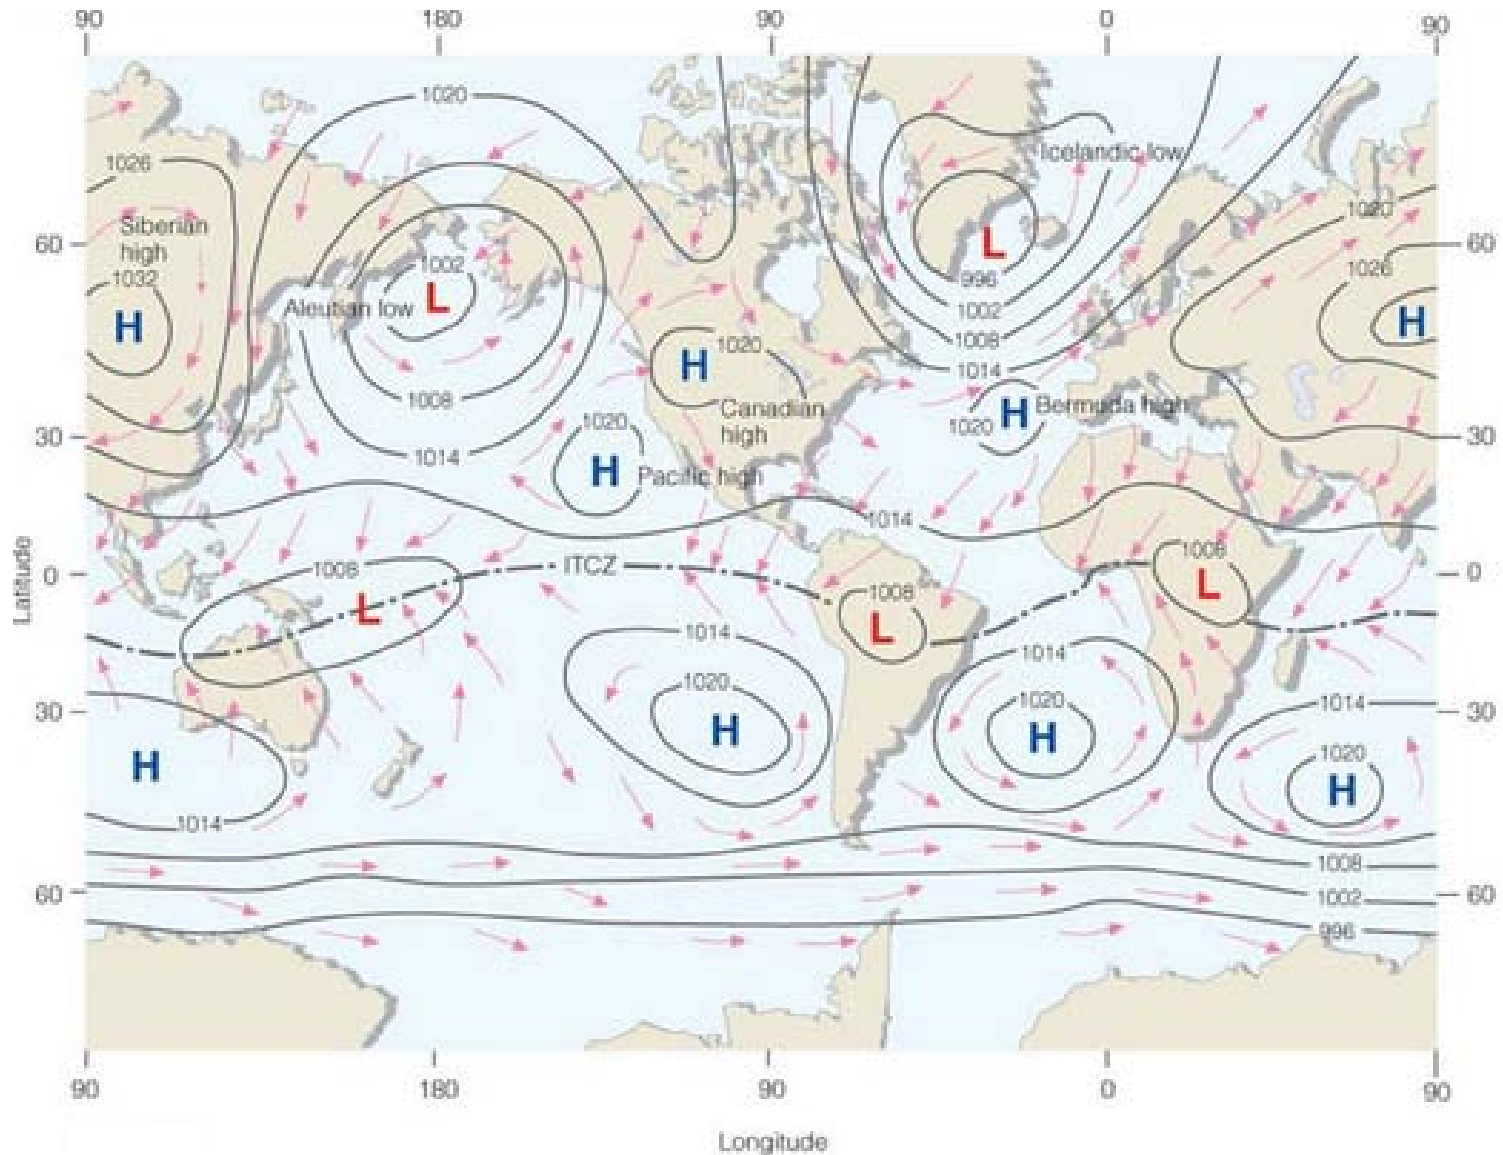 90
180
90
0
90
1020
1026
Icelandic low
1020
Siberian
high
60
60
1002
1032
1026
996
H
L
L
Aleutian low
1002
H
H
1020
1008
H
1014
1008
Canadian
high
1020
H
Bermuda high
1020
30
30
1014
H
Pacific high
1014
Latitude
1008
ITCZ
1008
0
0
L
1008
L
L
1014
1014
1020
1020
1014
30
30
H
H
H
1020
H
1014
1008
60
1002
60
996
90
180
90
0
90
Longitude